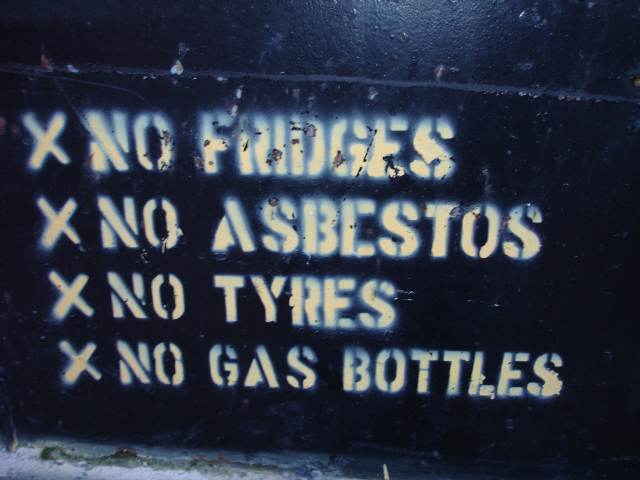 X NO FRIDGES
X NO ASBESTOS
X NO TYRES
X NO GAS BOTTLES